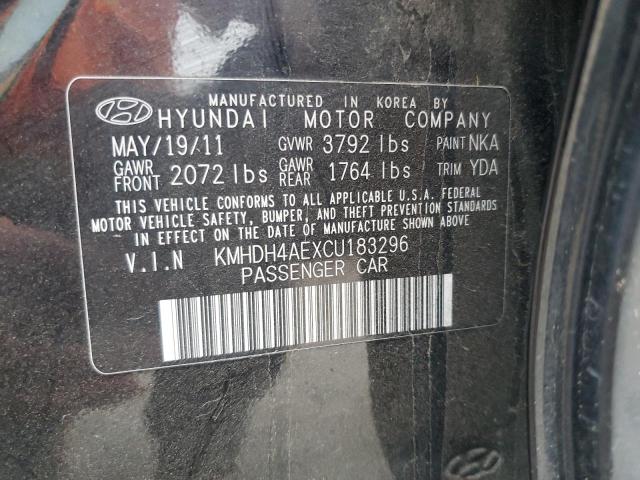 MANUFACTURED IN KOREA BY
HYUNDAI MOTOR COMPANY
MAY/19/11 GVWR 3792 lbs PAINT NKA
GAWR FRONT 2072 lbs GAWR REAR 1764 lbs TRIM YDA
THIS VEHICLE CONFORMS TO ALL APPLICABLE U.S.A. FEDERAL
MOTOR VEHICLE SAFETY, BUMPER, AND THEFT PREVENTION STANDARDS
IN EFFECT ON THE DATE OF MANUFACTURE SHOWN ABOVE
V.I.N KMHDH4AEXCU183296
PASSENGER CAR